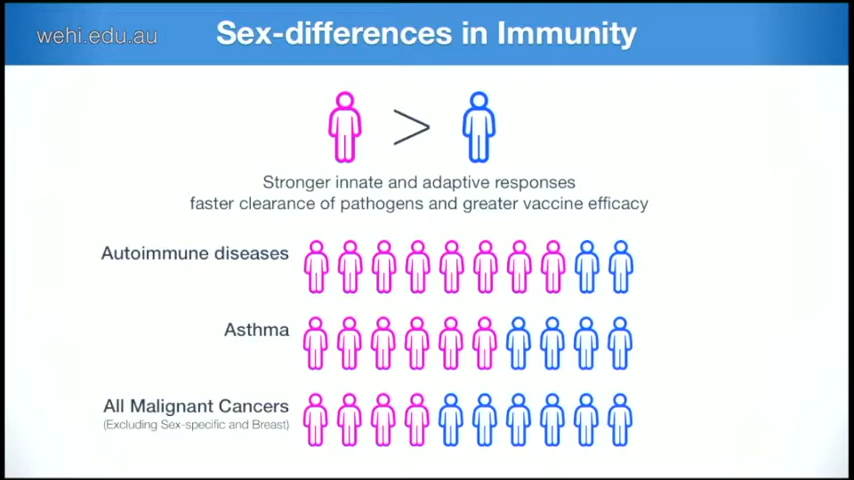 wehi.edu.au
Sex-differences in Immunity
>
Stronger innate and adaptive responses
faster clearance of pathogens and greater vaccine efficacy
Autoimmune diseases
Asthma
All Malignant Cancers
(Excluding Sex-specific and Breast)